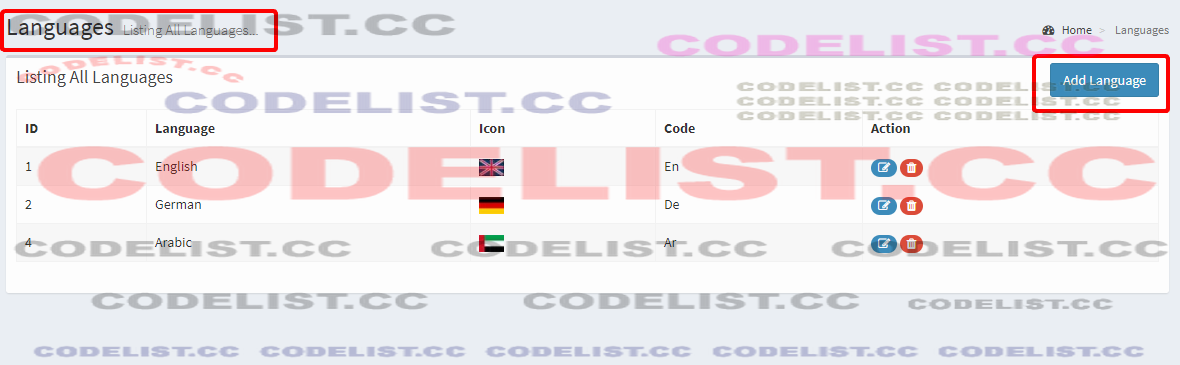 Languages Listing All Languages...
CODELIST.CC
Home > Languages
CODELIST.CC
Listing All Languages
CODELIST.CC
Add Language
CODELIST.CC CODELIST.CC
CODELIST.CC CODELIST.CC
CODELIST.CC CODELIST.CC
CODELIST.CC
ID Language Icon Code Action
1 English En
CODELIST.CC
2 German De
4 Arabic Ar
CODELIST.CC CODELIST.CC CODELIST.CC
CODELIST.CC CODELIST.CC CODELIST.CC
CODELIST.CC CODELIST.CC CODELIST.CC CODELIST.CC CODELIST.CC